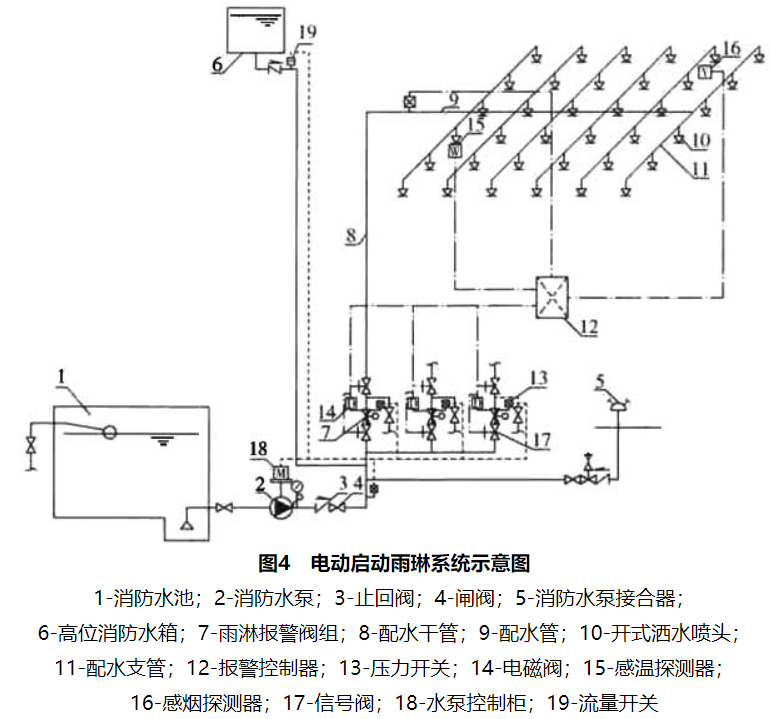 19
6
16
9
15
10
11
8
12
1
14
13
5
7
17
18
M
2
3
4
W
Y
图4 电动启动雨琳系统示意图
1-消防水池；2-消防水泵；3-止回阀；4-闸阀；5-消防水泵接合器；
6-高位消防水箱；7-雨淋报警阀组；8-配水干管；9-配水管；10-开式洒水喷头；
11-配水支管；12-报警控制器；13-压力开关；14-电磁阀；15-感温探测器；
16-感烟探测器；17-信号阀；18-水泵控制柜；19-流量开关